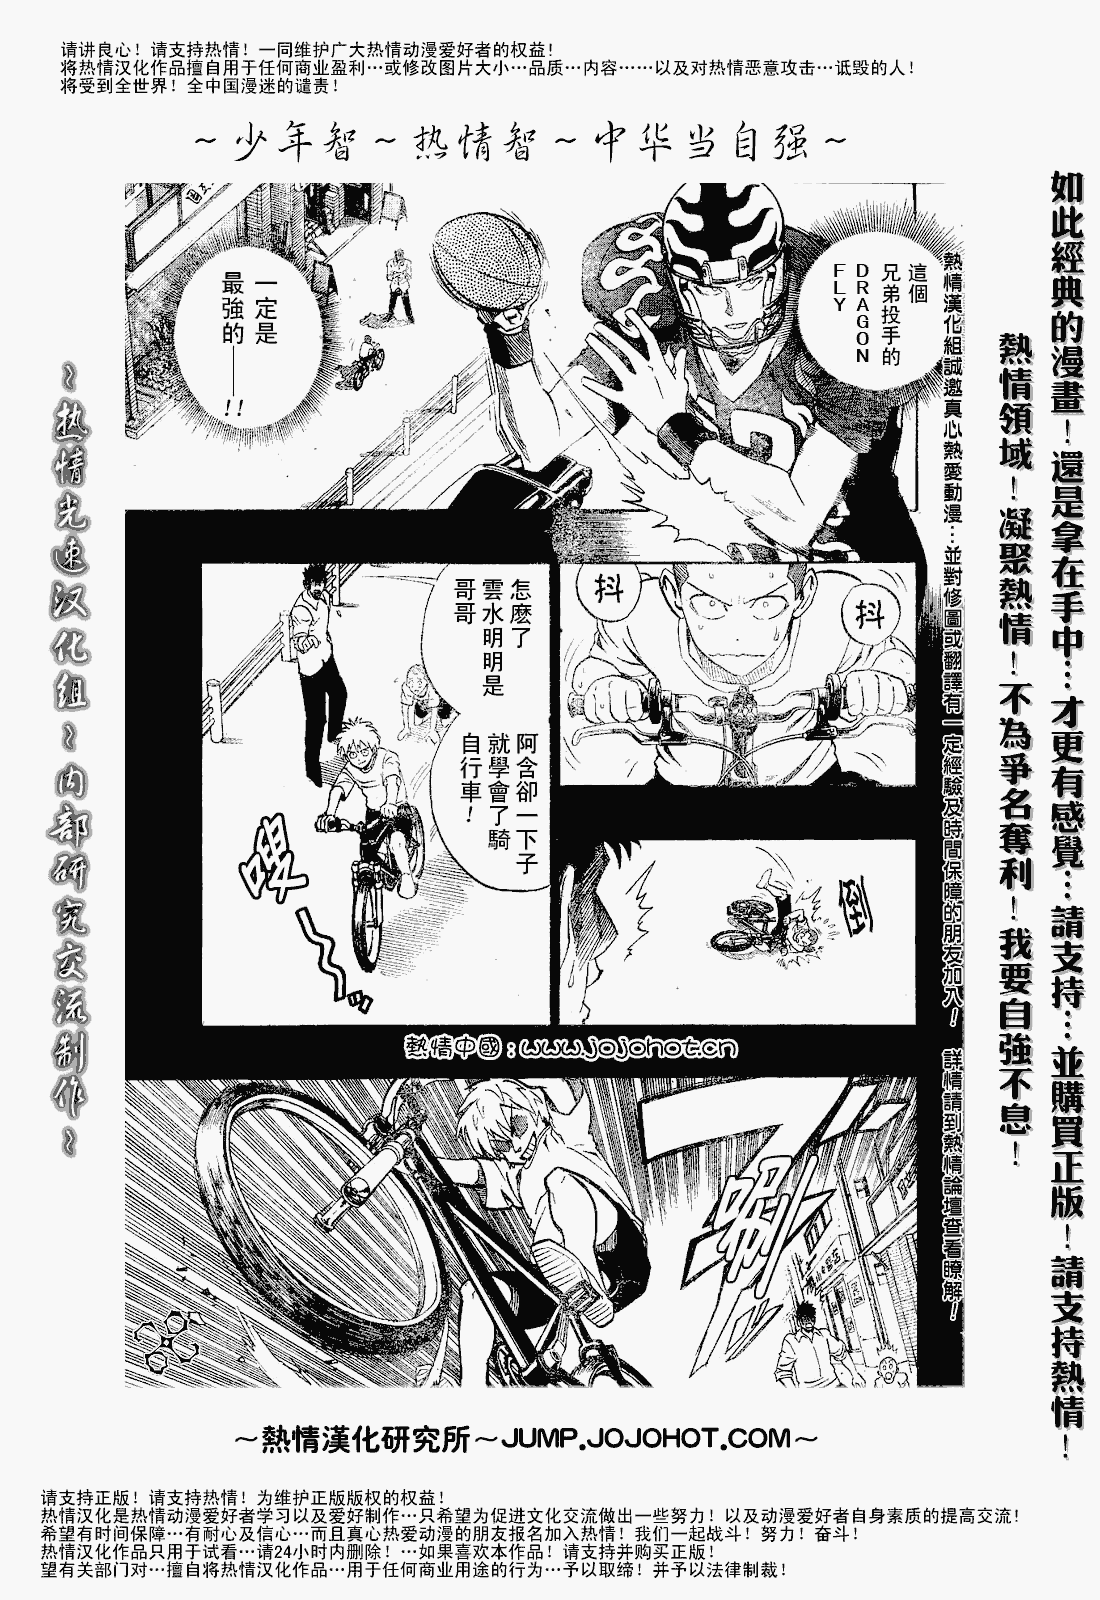 请讲良心！请支持热情！一同维护广大热情动漫爱好者的权益！
将热情汉化作品擅自用于任何商业盈利…或修改图片大小…品质…内容……以及对热情恶意攻击…诋毁的人！
将受到全世界！全中国漫迷的谴责！
～少年智～热情智～中华当自强～
如此經典的漫畫！還是拿在手中…才更有感覺…請支持…並購買正版！請支持熱情！
熱情領域！凝聚熱情！不為爭名奪利！我要自強不息！
熱情漢化組誠邀真心熱愛動漫…並對修圖或翻譯有一定經驗及時間保障的朋友加入！詳情請到熱情論壇查看瞭解！
這個
兄弟投手的
DRAGON
FLY
一定是
最強的——!!
抖
抖
怎麼了
雲水明明是
哥哥
阿含卻一下子
就學會了騎
自行車！
嗖
倒
熱情中國：www.jojohot.cn
唰
～热情光速汉化组～内部研究交流制作～
～熱情漢化研究所～JUMP.JOJOHOT.COM～
请支持正版！请支持热情！为维护正版版权的权益！
热情汉化是热情动漫爱好者学习以及爱好制作…只希望为促进文化交流做出一些努力！以及动漫爱好者自身素质的提高交流！
希望有时间保障…有耐心及信心…而且真心热爱动漫的朋友报名加入热情！我们一起战斗！努力！奋斗！
热情汉化作品只用于试看…请24小时内删除！…如果喜欢本作品！请支持并购买正版！
望有关部门对…擅自将热情汉化作品…用于任何商业用途的行为…予以取缔！并予以法律制裁！